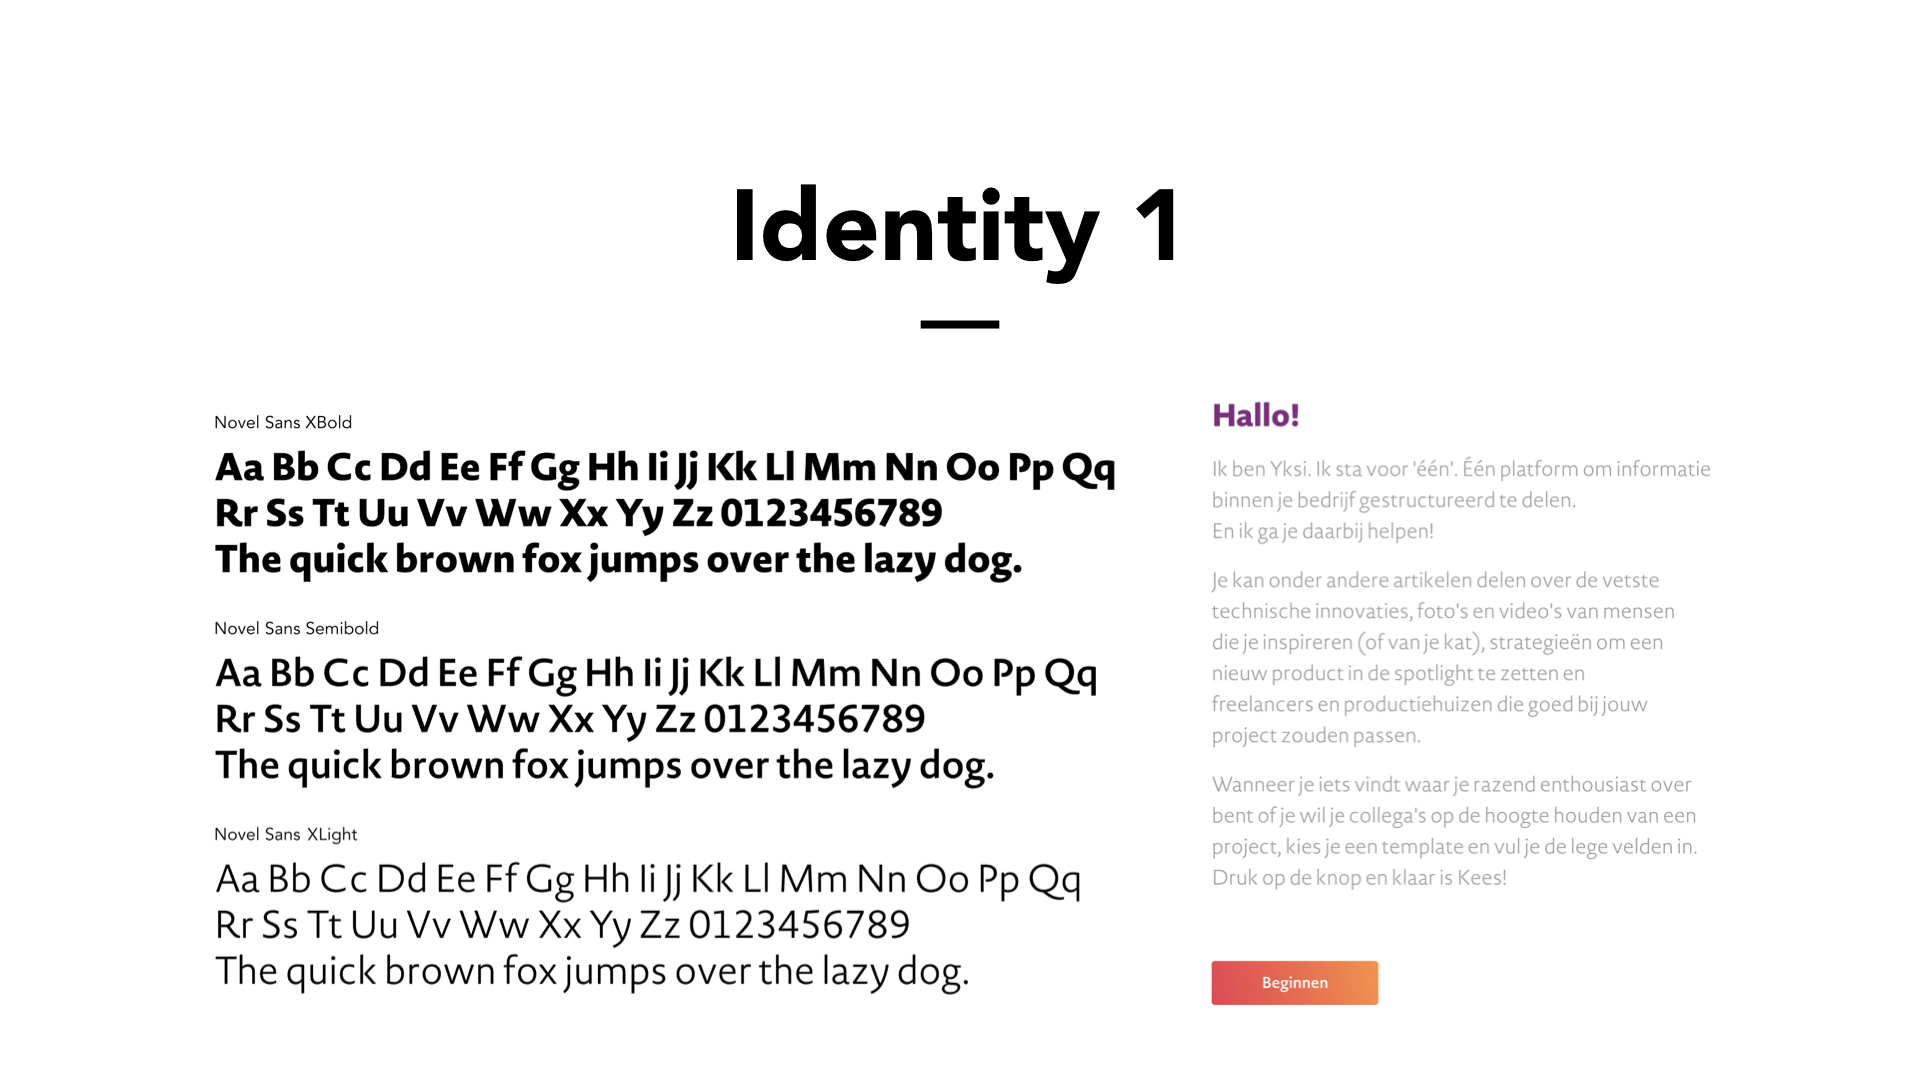 Identity 1
Novel Sans XBold
Aa Bb Cc Dd Ee Ff Gg Hh Ii Jj Kk Ll Mm Nn Oo Pp Qq
Rr Ss Tt Uu Vv Ww Xx Yy Zz 0123456789
The quick brown fox jumps over the lazy dog.
Novel Sans Semibold
Aa Bb Cc Dd Ee Ff Gg Hh Ii Jj Kk Ll Mm Nn Oo Pp Qq
Rr Ss Tt Uu Vv Ww Xx Yy Zz 0123456789
The quick brown fox jumps over the lazy dog.
Novel Sans XLight
Aa Bb Cc Dd Ee Ff Gg Hh Ii Jj Kk Ll Mm Nn Oo Pp Qq
Rr Ss Tt Uu Vv Ww Xx Yy Zz 0123456789
The quick brown fox jumps over the lazy dog.
Hallo!
Ik ben Yksi. Ik sta voor 'één'. Één platform om informatie
binnen je bedrijf gestructureerd te delen.
En ik ga je daarbij helpen!
Je kan onder andere artikelen delen over de vetste
technische innovaties, foto's en video's van mensen
die je inspireren (of van je kat), strategieën om een
nieuw product in de spotlight te zetten en
freelancers en productiehuizen die goed bij jouw
project zouden passen.
Wanneer je iets vindt waar je razend enthousiast over
bent of je wil je collega's op de hoogte houden van een
project, kies je een template en vul je de lege velden in.
Druk op de knop en klaar is Kees!
Beginnen